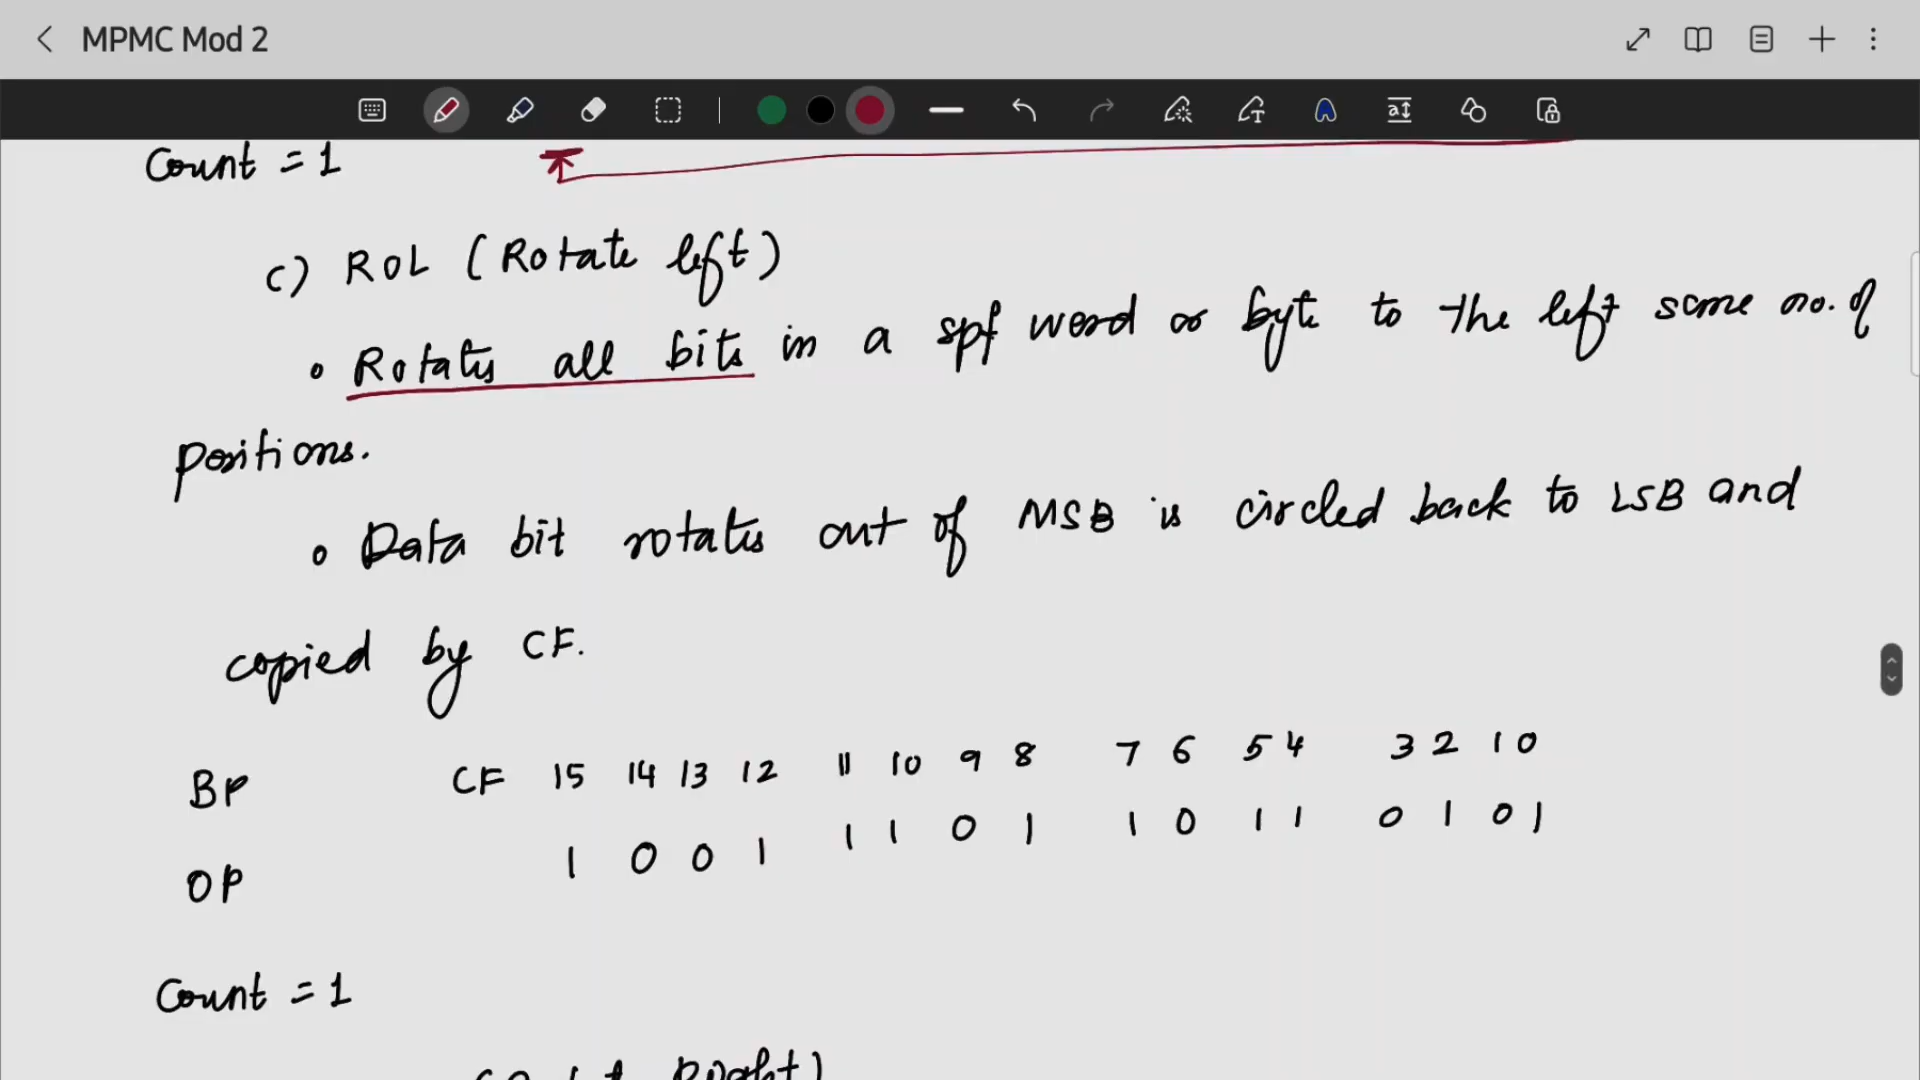 MPMC Mod 2
Count = 1
c) ROL (Rotate left)
• Rotates all bits in a spf word or byte to the left some no. of
positions.
• Data bit rotates out of MSB is circled back to LSB and
copied by CF.
BP CF 15 14 13 12 11 10 9 8 7 6 5 4 3 2 1 0
OP 1 0 0 1 1 1 0 1 1 0 1 1 0 1 0 1
Count = 1
Right)